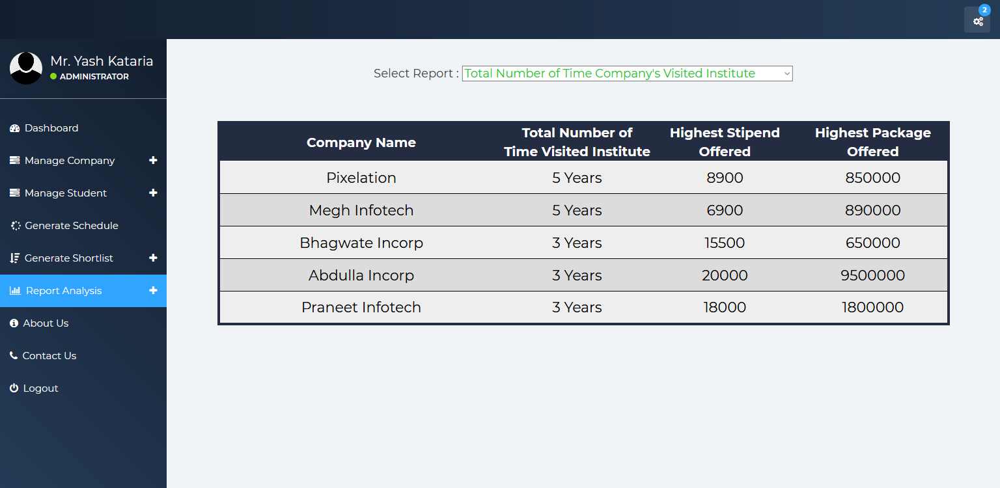 2
Mr. Yash Kataria
ADMINISTRATOR
Dashboard
Manage Company
Manage Student
Generate Schedule
Generate Shortlist
Report Analysis
About Us
Contact Us
Logout
Select Report : Total Number of Time Company's Visited Institute
Company Name Total Number of Time Visited Institute Highest Stipend Offered Highest Package Offered
Pixelation 5 Years 8900 850000
Megh Infotech 5 Years 6900 890000
Bhagwate Incorp 3 Years 15500 650000
Abdulla Incorp 3 Years 20000 9500000
Praneet Infotech 3 Years 18000 1800000